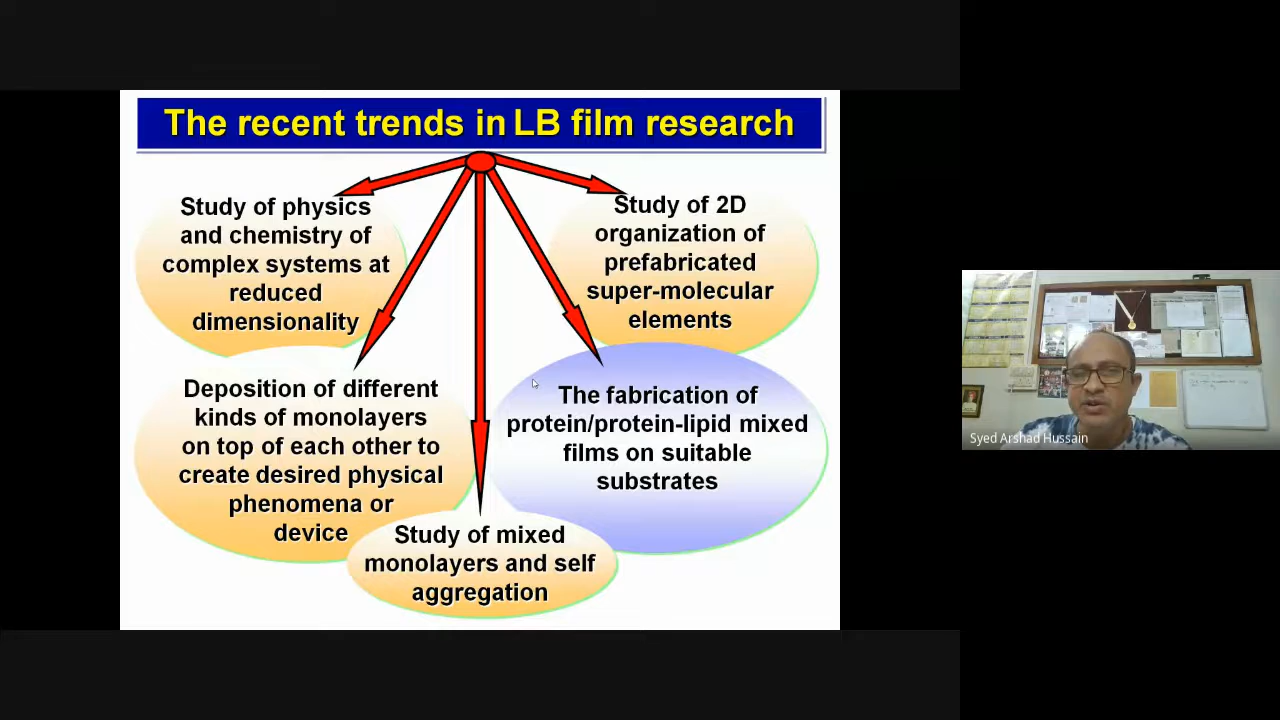 The recent trends in LB film research
Study of physics
and chemistry of
complex systems at
reduced
dimensionality
Study of 2D
organization of
prefabricated
super-molecular
elements
Deposition of different
kinds of monolayers
on top of each other to
create desired physical
phenomena or
device
The fabrication of
protein/protein-lipid mixed
films on suitable
substrates
Study of mixed
monolayers and self
aggregation
Syed Arshad Hussain